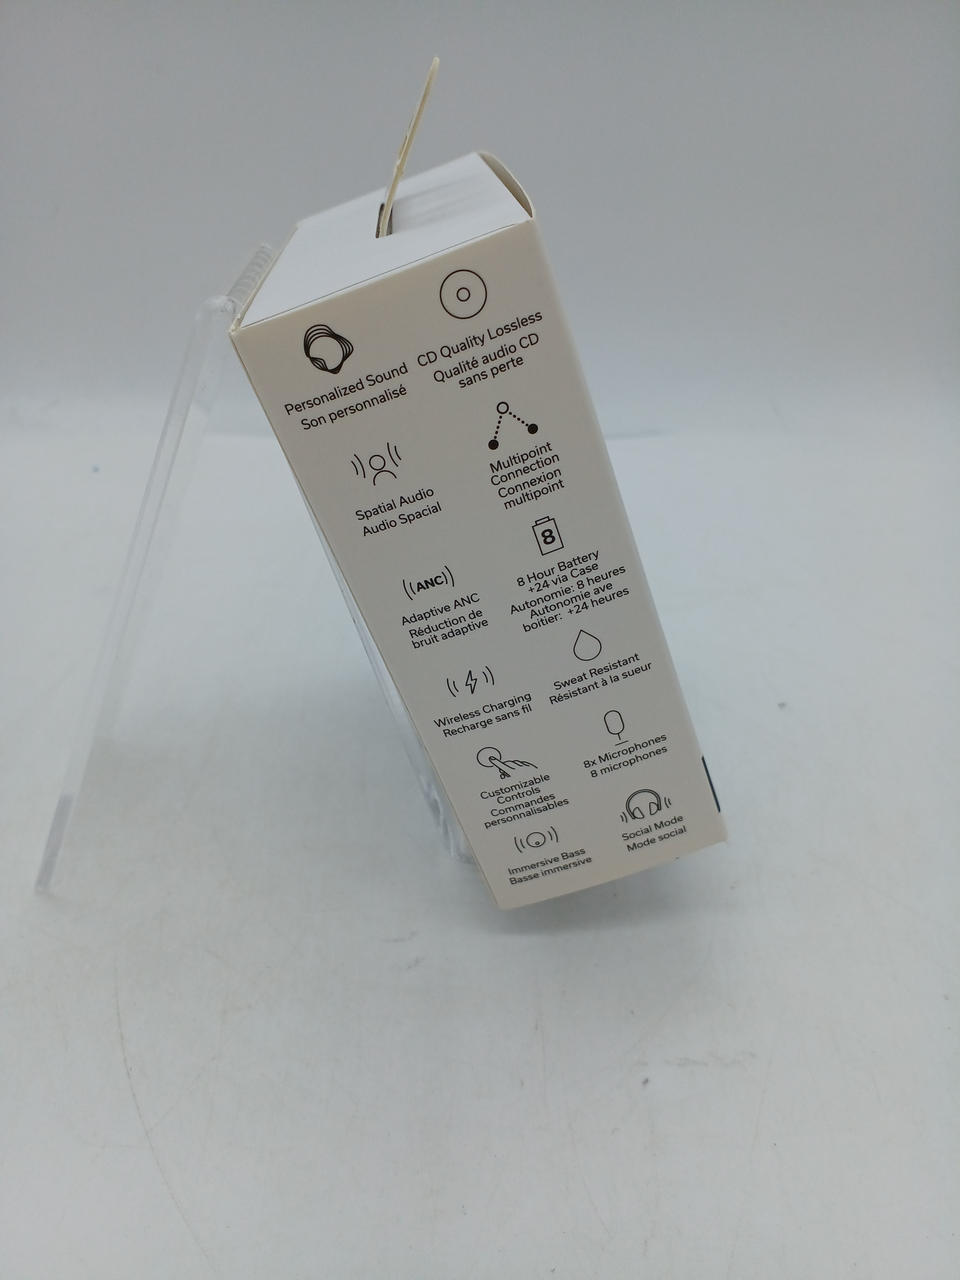 Personalized Sound
Son personnalisé
CD Quality Lossless
Qualité audio CD
sans perte
Spatial Audio
Audio Spacial
Multipoint
Connection
Connexion
multipoint
((ANC))
Adaptive ANC
Réduction de
bruit adaptive
8
8 Hour Battery
+24 via Case
Autonomie: 8 heures
Autonomie ave
boîtier: +24 heures
Wireless Charging
Recharge sans fil
Sweat Resistant
Résistant à la sueur
Customizable
Controls
Commandes
personnalisables
8x Microphones
8 microphones
Immersive Bass
Basse immersive
Social Mode
Mode social